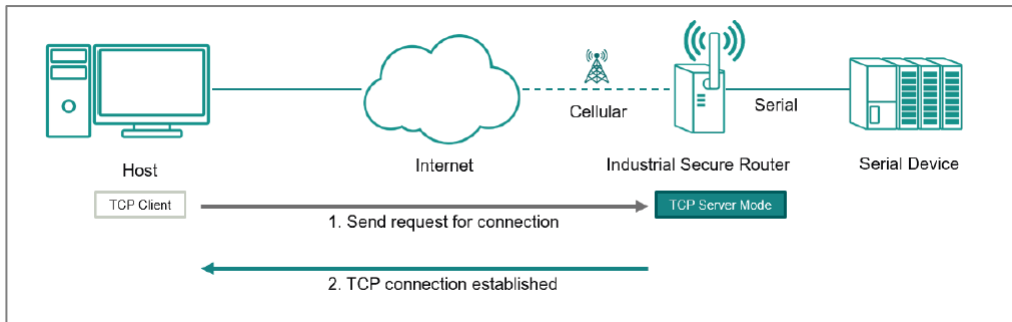 Cellular
Serial
Host
Internet
Industrial Secure Router
Serial Device
TCP Client
TCP Server Mode
1. Send request for connection
2. TCP connection established